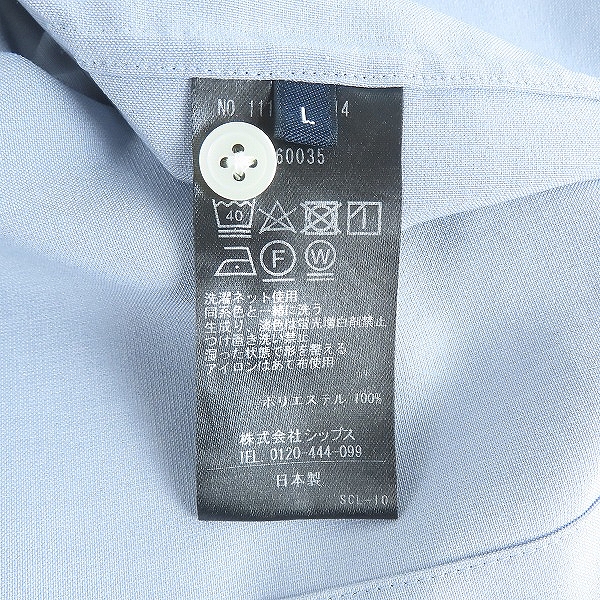 NO 111 14
L
60035
40
F W
洗濯ネット使用
同系色と一緒に洗う
生成り、淡色は蛍光増白剤禁止
つけ置き洗い禁止
湿った状態で形を整える
アイロンはあて布使用
ポリエステル 100%
株式会社シップス
TEL 0120-444-099
日本製
SCL-10